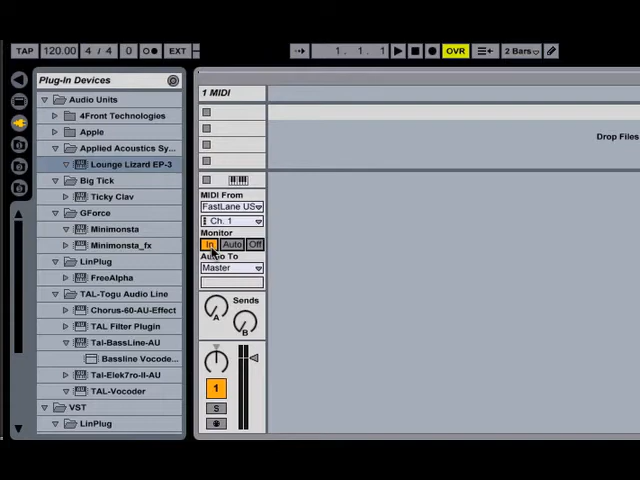 TAP 120.00 4 / 4 0 EXT 1. 1. 1 OVR 2 Bars
Plug-In Devices
Audio Units
4Front Technologies
Apple
Applied Acoustics Sy...
Lounge Lizard EP-3
Big Tick
Ticky Clav
GForce
Minimonsta
Minimonsta_fx
LinPlug
FreeAlpha
TAL-Togu Audio Line
Chorus-60-AU-Effect
TAL Filter Plugin
Tal-BassLine-AU
Bassline Vocode...
Tal-Elek7ro-II-AU
TAL-Vocoder
VST
LinPlug
1 MIDI
MIDI From
FastLane US
Ch. 1
Monitor
In Auto Off
To
Master
Sends
A
B
1
S
Drop Files